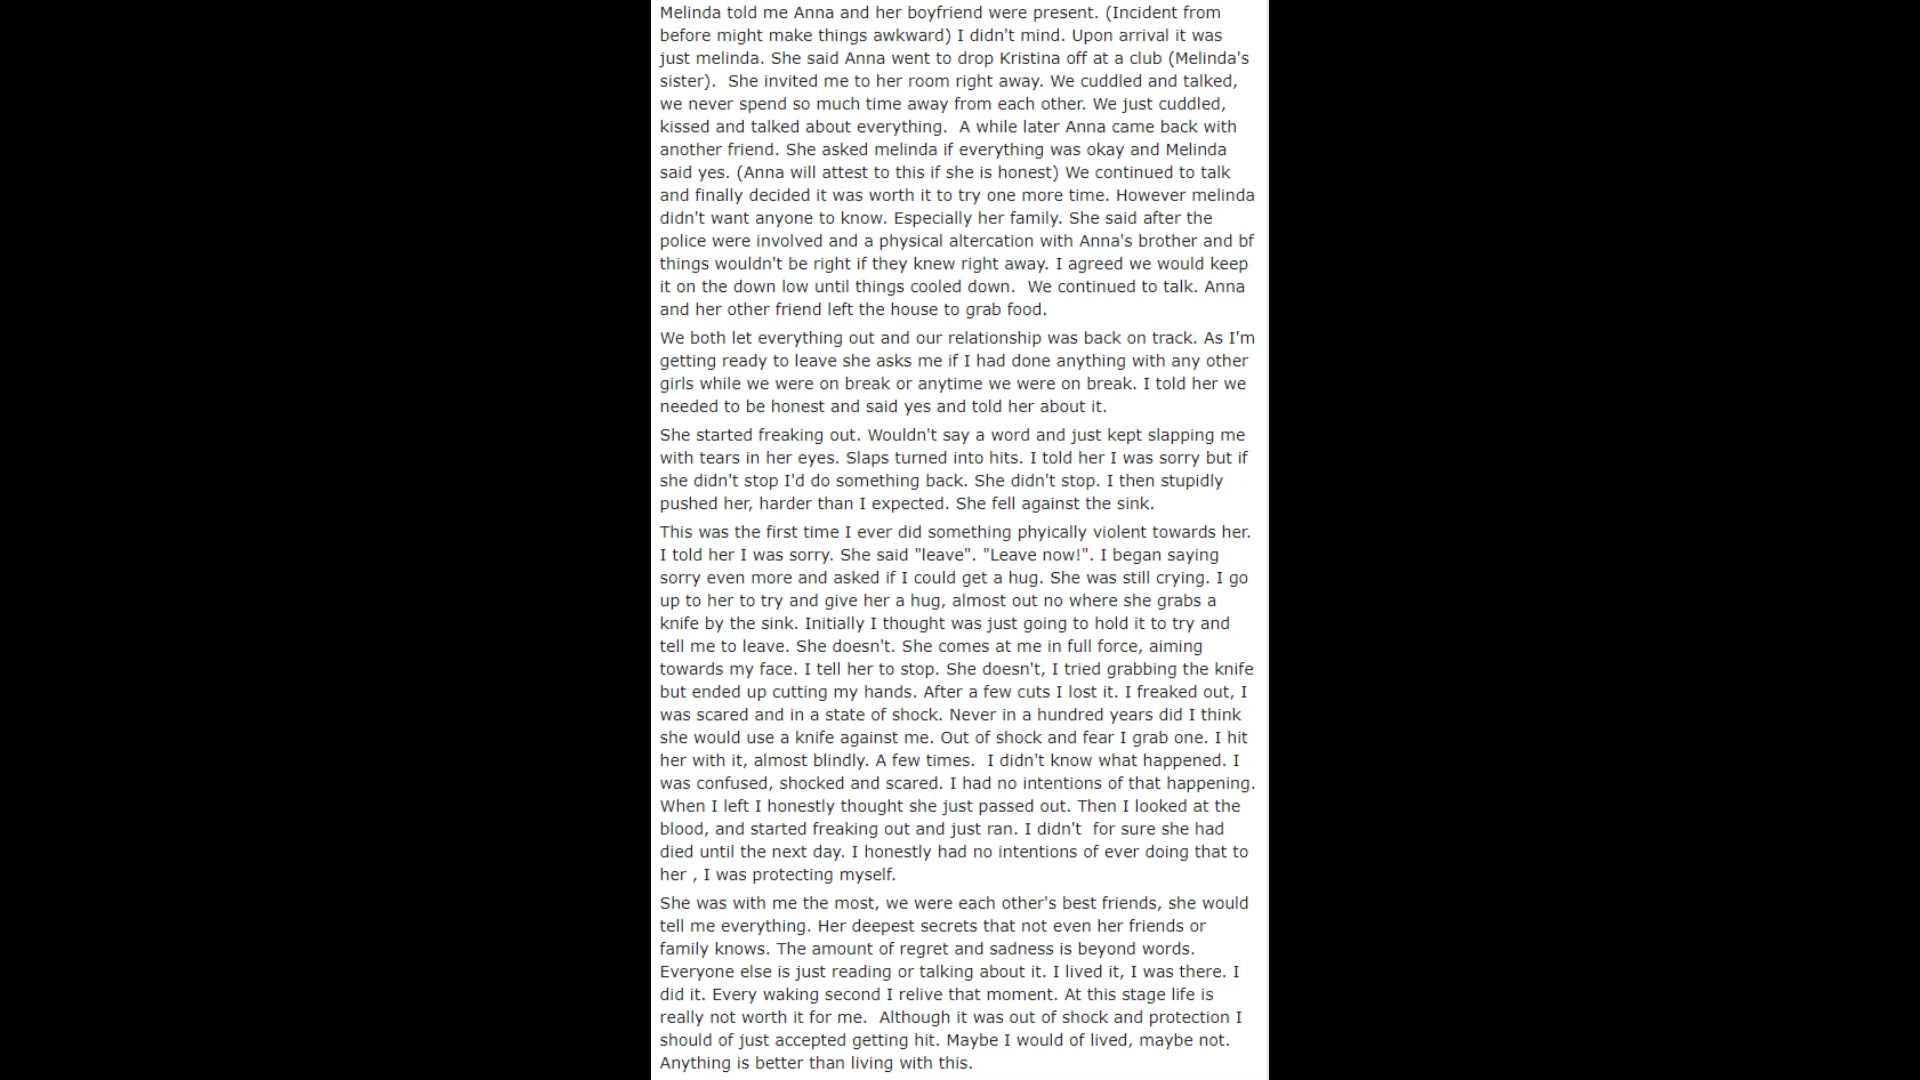 Melinda told me Anna and her boyfriend were present. (Incident from
before might make things awkward) I didn't mind. Upon arrival it was
just melinda. She said Anna went to drop Kristina off at a club (Melinda's
sister).  She invited me to her room right away. We cuddled and talked,
we never spend so much time away from each other. We just cuddled,
kissed and talked about everything.  A while later Anna came back with
another friend. She asked melinda if everything was okay and Melinda
said yes. (Anna will attest to this if she is honest) We continued to talk
and finally decided it was worth it to try one more time. However melinda
didn't want anyone to know. Especially her family. She said after the
police were involved and a physical altercation with Anna's brother and bf
things wouldn't be right if they knew right away. I agreed we would keep
it on the down low until things cooled down.  We continued to talk. Anna
and her other friend left the house to grab food.
We both let everything out and our relationship was back on track. As I'm
getting ready to leave she asks me if I had done anything with any other
girls while we were on break or anytime we were on break. I told her we
needed to be honest and said yes and told her about it.
She started freaking out. Wouldn't say a word and just kept slapping me
with tears in her eyes. Slaps turned into hits. I told her I was sorry but if
she didn't stop I'd do something back. She didn't stop. I then stupidly
pushed her, harder than I expected. She fell against the sink.
This was the first time I ever did something phyically violent towards her.
I told her I was sorry. She said "leave". "Leave now!". I began saying
sorry even more and asked if I could get a hug. She was still crying. I go
up to her to try and give her a hug, almost out no where she grabs a
knife by the sink. Initially I thought was just going to hold it to try and
tell me to leave. She doesn't. She comes at me in full force, aiming
towards my face. I tell her to stop. She doesn't, I tried grabbing the knife
but ended up cutting my hands. After a few cuts I lost it. I freaked out, I
was scared and in a state of shock. Never in a hundred years did I think
she would use a knife against me. Out of shock and fear I grab one. I hit
her with it, almost blindly. A few times.  I didn't know what happened. I
was confused, shocked and scared. I had no intentions of that happening.
When I left I honestly thought she just passed out. Then I looked at the
blood, and started freaking out and just ran. I didn't  for sure she had
died until the next day. I honestly had no intentions of ever doing that to
her , I was protecting myself.
She was with me the most, we were each other's best friends, she would
tell me everything. Her deepest secrets that not even her friends or
family knows. The amount of regret and sadness is beyond words.
Everyone else is just reading or talking about it. I lived it, I was there. I
did it. Every waking second I relive that moment. At this stage life is
really not worth it for me.  Although it was out of shock and protection I
should of just accepted getting hit. Maybe I would of lived, maybe not.
Anything is better than living with this.